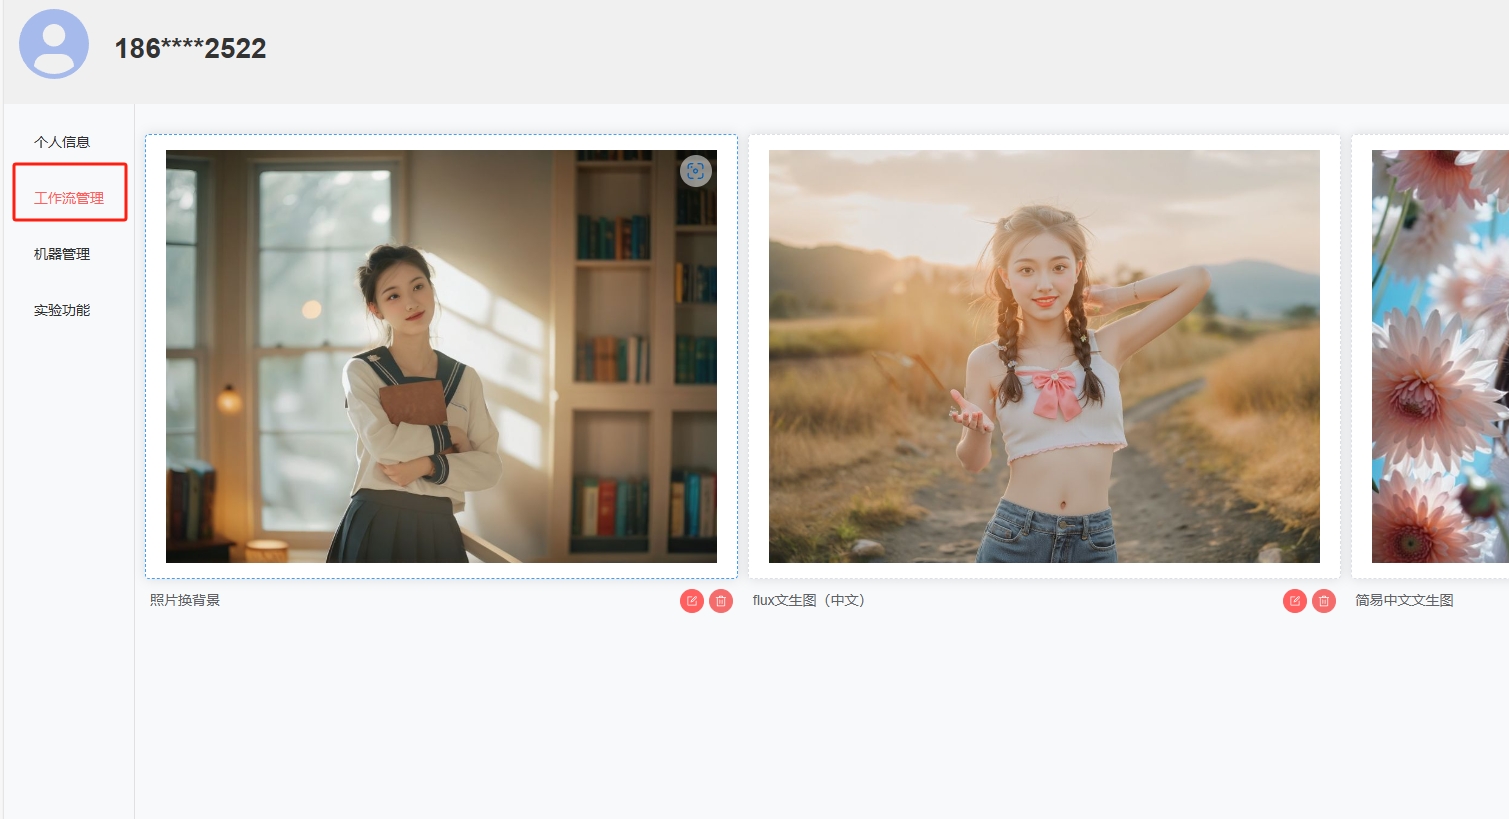 186****2522
个人信息
工作流管理
机器管理
实验功能
照片换背景
flux文生图（中文）
简易中文文生图